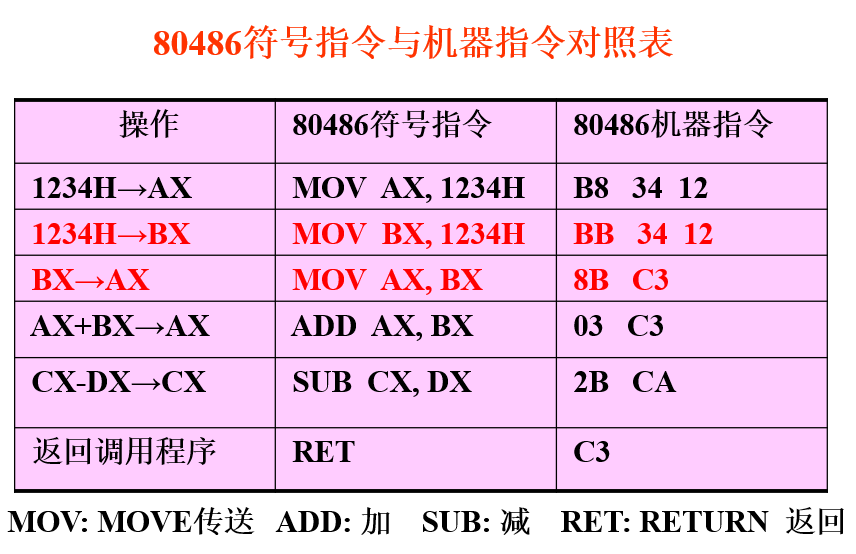 80486符号指令与机器指令对照表
操作 80486符号指令 80486机器指令
1234H→AX MOV AX, 1234H B8 34 12
1234H→BX MOV BX, 1234H BB 34 12
BX→AX MOV AX, BX 8B C3
AX+BX→AX ADD AX, BX 03 C3
CX-DX→CX SUB CX, DX 2B CA
返回调用程序 RET C3
MOV: MOVE传送 ADD: 加 SUB: 减 RET: RETURN 返回